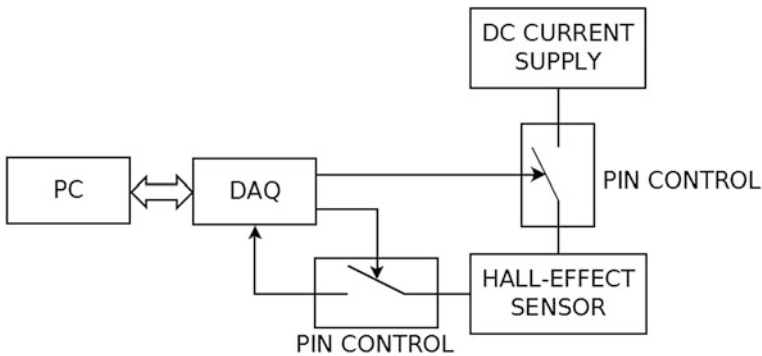 DC CURRENT
SUPPLY
PC
DAQ
PIN CONTROL
HALL-EFFECT
SENSOR
PIN CONTROL